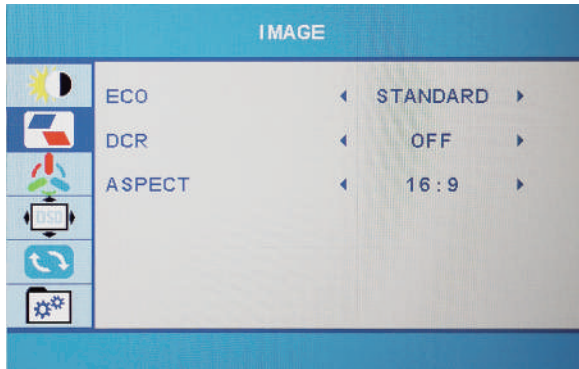 IMAGE
ECO STANDARD
DCR OFF
ASPECT 16:9
OSD